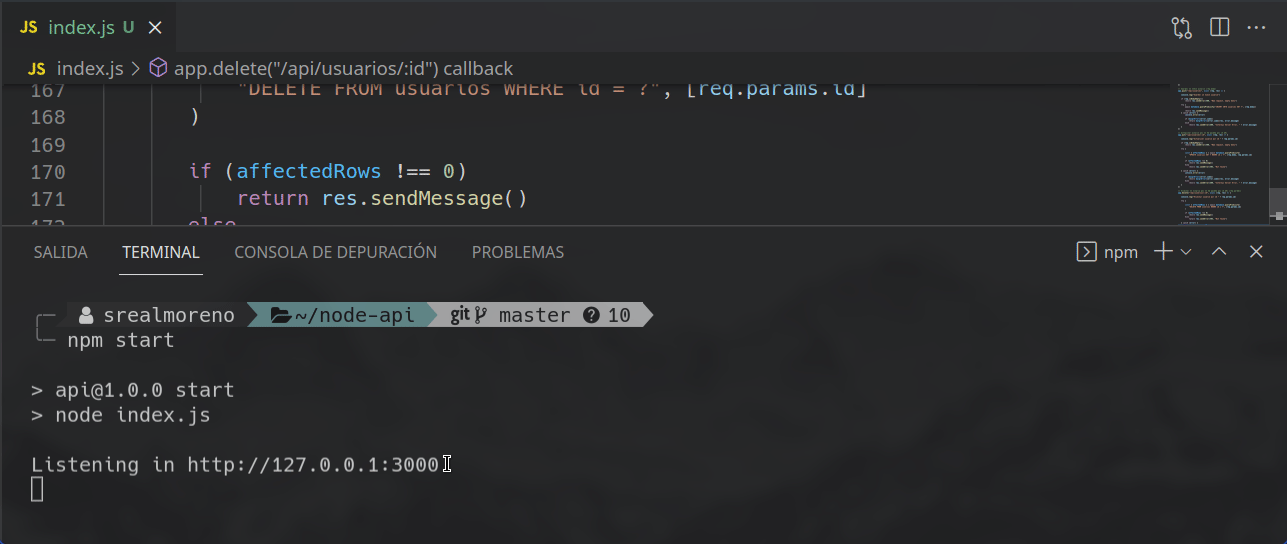 JS index.js U
JS index.js > app.delete("/api/usuarios/:id") callback
167 "DELETE FROM usuarios WHERE id = ?", [req.params.id]
168 )
169
170 if (affectedRows !== 0)
171 return res.sendMessage()
172 else
SALIDA TERMINAL CONSOLA DE DEPURACIÓN PROBLEMAS npm
srealmoreno ~/node-api git master ? 10
npm start
> api@1.0.0 start
> node index.js
Listening in http://127.0.0.1:3000